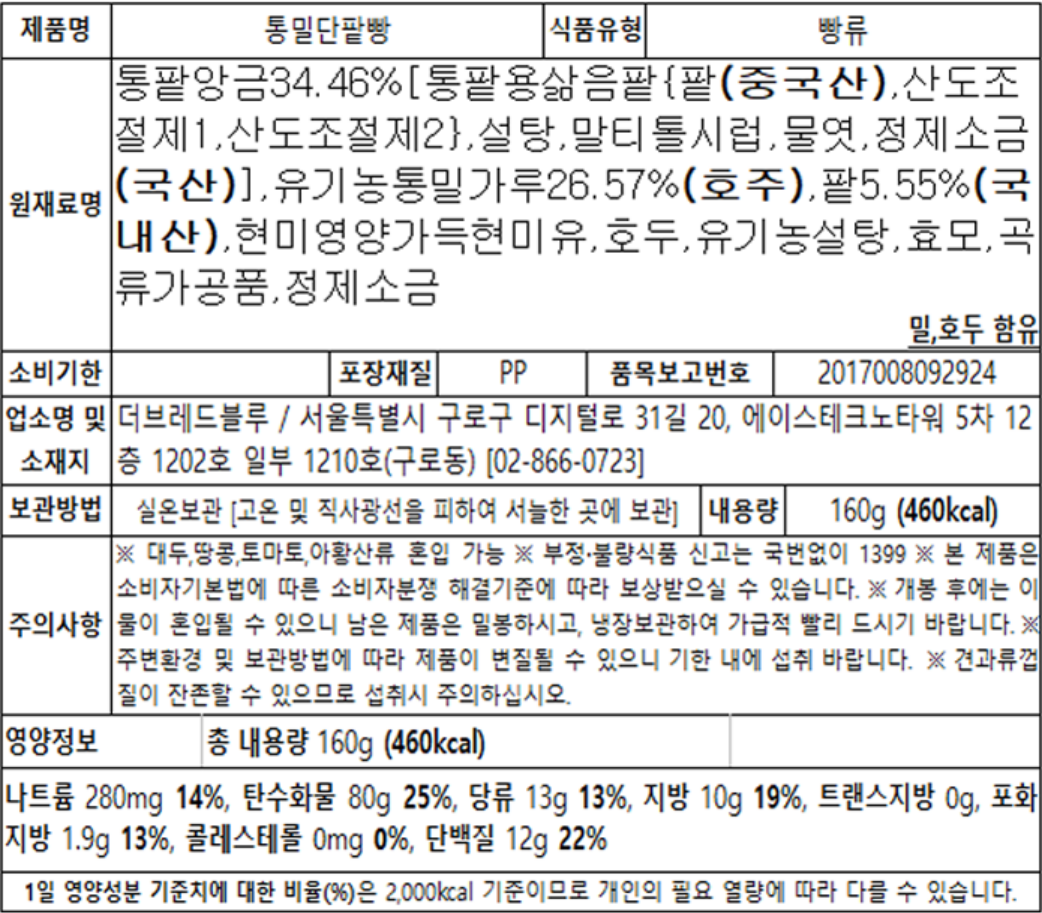 제품명 통밀단팥빵 식품유형 빵류
원재료명
통팥앙금34.46%[통팥용삶음팥{팥(중국산),산도조
절제1,산도조절제2},설탕,말티톨시럽,물엿,정제소금
(국산)],유기농통밀가루26.57%(호주),팥5.55%(국
내산),현미영양가득현미유,호두,유기농설탕,효모,곡
류가공품,정제소금
밀,호두 함유
소비기한 포장재질 PP 품목보고번호 2017008092924
업소명 및 더브레드블루 / 서울특별시 구로구 디지털로 31길 20, 에이스테크노타워 5차 12
소재지 층 1202호 일부 1210호(구로동) [02-866-0723]
보관방법 실온보관 [고온 및 직사광선을 피하여 서늘한 곳에 보관] 내용량 160g (460kcal)
주의사항
※ 대두,땅콩,토마토,아황산류 혼입 가능 ※ 부정·불량식품 신고는 국번없이 1399 ※ 본 제품은
소비자기본법에 따른 소비자분쟁 해결기준에 따라 보상받으실 수 있습니다. ※ 개봉 후에는 이
물이 혼입될 수 있으니 남은 제품은 밀봉하시고, 냉장보관하여 가급적 빨리 드시기 바랍니다. ※
주변환경 및 보관방법에 따라 제품이 변질될 수 있으니 기한 내에 섭취 바랍니다. ※ 견과류껍
질이 잔존할 수 있으므로 섭취시 주의하십시오.
영양정보 총 내용량 160g (460kcal)
나트륨 280mg 14%, 탄수화물 80g 25%, 당류 13g 13%, 지방 10g 19%, 트랜스지방 0g, 포화
지방 1.9g 13%, 콜레스테롤 0mg 0%, 단백질 12g 22%
1일 영양성분 기준치에 대한 비율(%)은 2,000kcal 기준이므로 개인의 필요 열량에 따라 다를 수 있습니다.